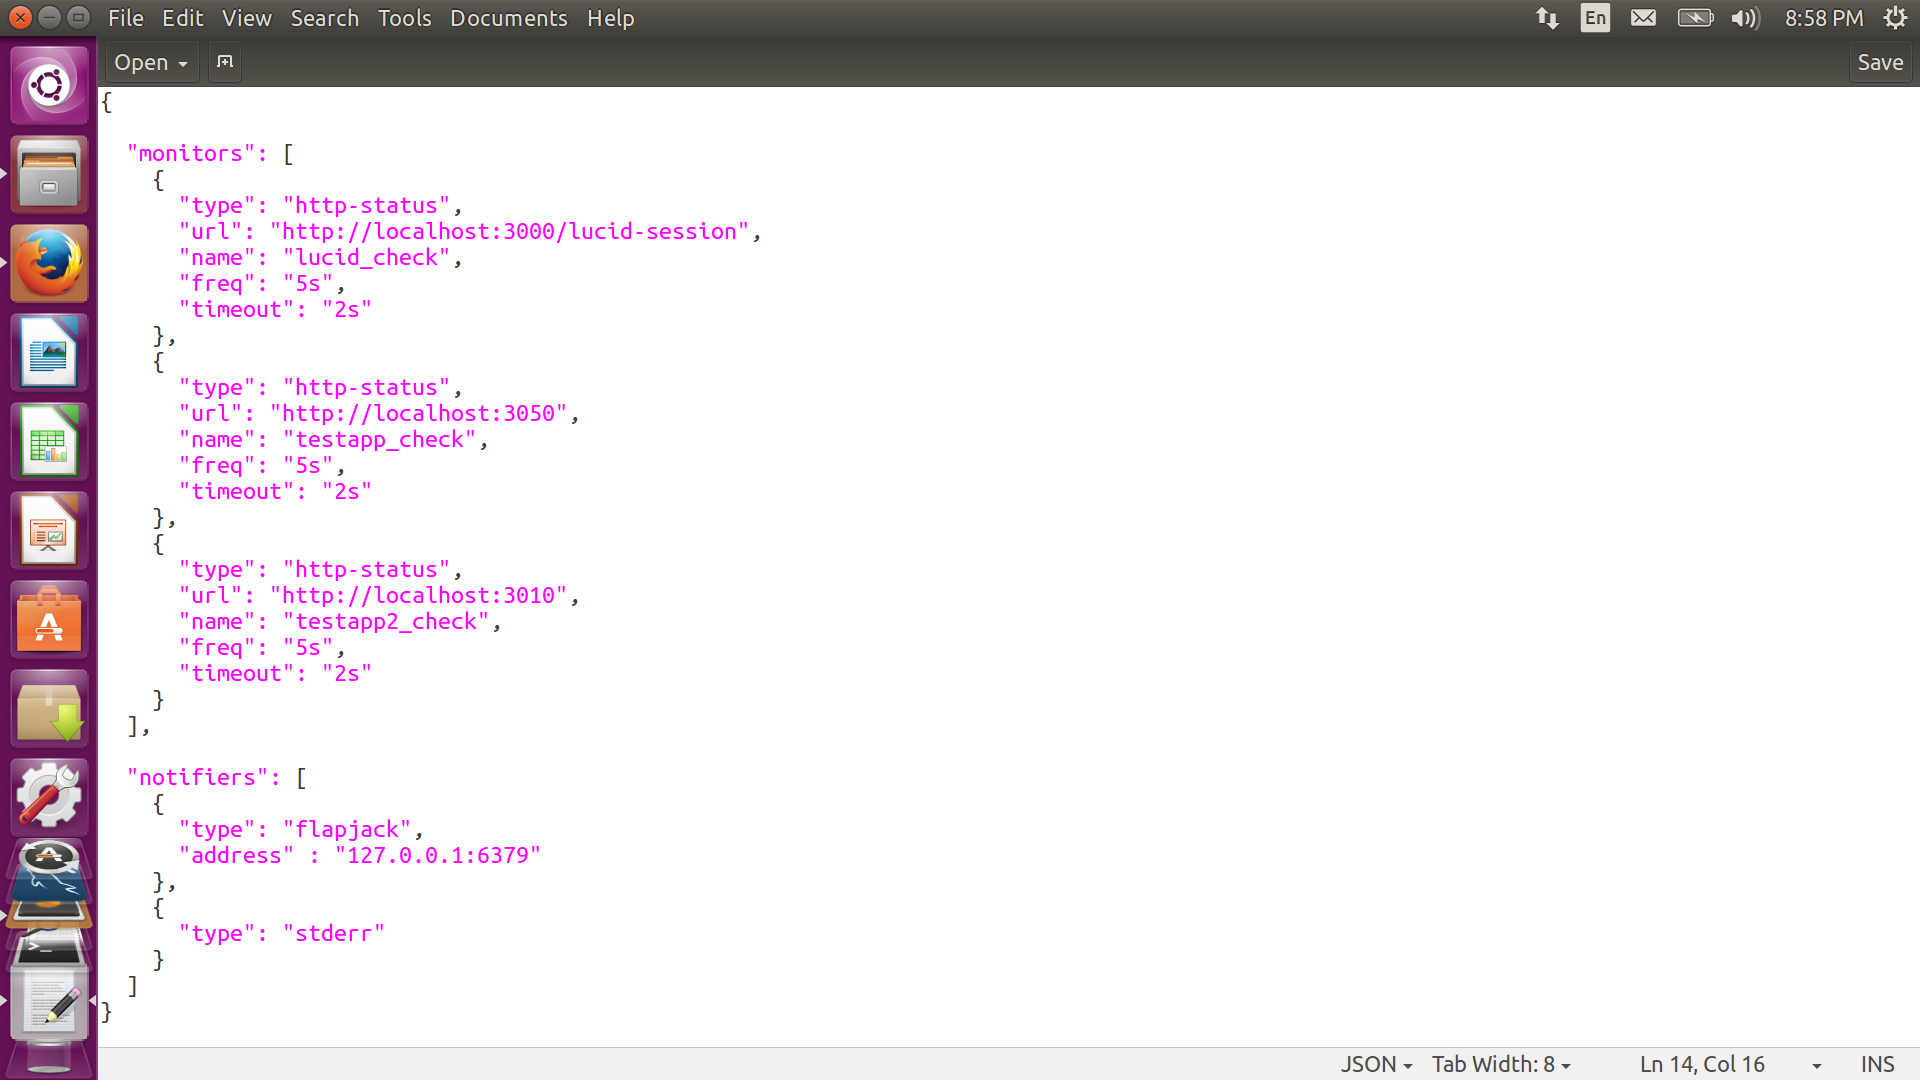 File Edit View Search Tools Documents Help En 8:58 PM
Open Save
{
"monitors": [
{
"type": "http-status",
"url": "http://localhost:3000/lucid-session",
"name": "lucid_check",
"freq": "5s",
"timeout": "2s"
},
{
"type": "http-status",
"url": "http://localhost:3050",
"name": "testapp_check",
"freq": "5s",
"timeout": "2s"
},
{
"type": "http-status",
"url": "http://localhost:3010",
"name": "testapp2_check",
"freq": "5s",
"timeout": "2s"
}
],
"notifiers": [
{
"type": "flapjack",
"address" : "127.0.0.1:6379"
},
{
"type": "stderr"
}
]
}
JSON Tab Width: 8 Ln 14, Col 16 INS